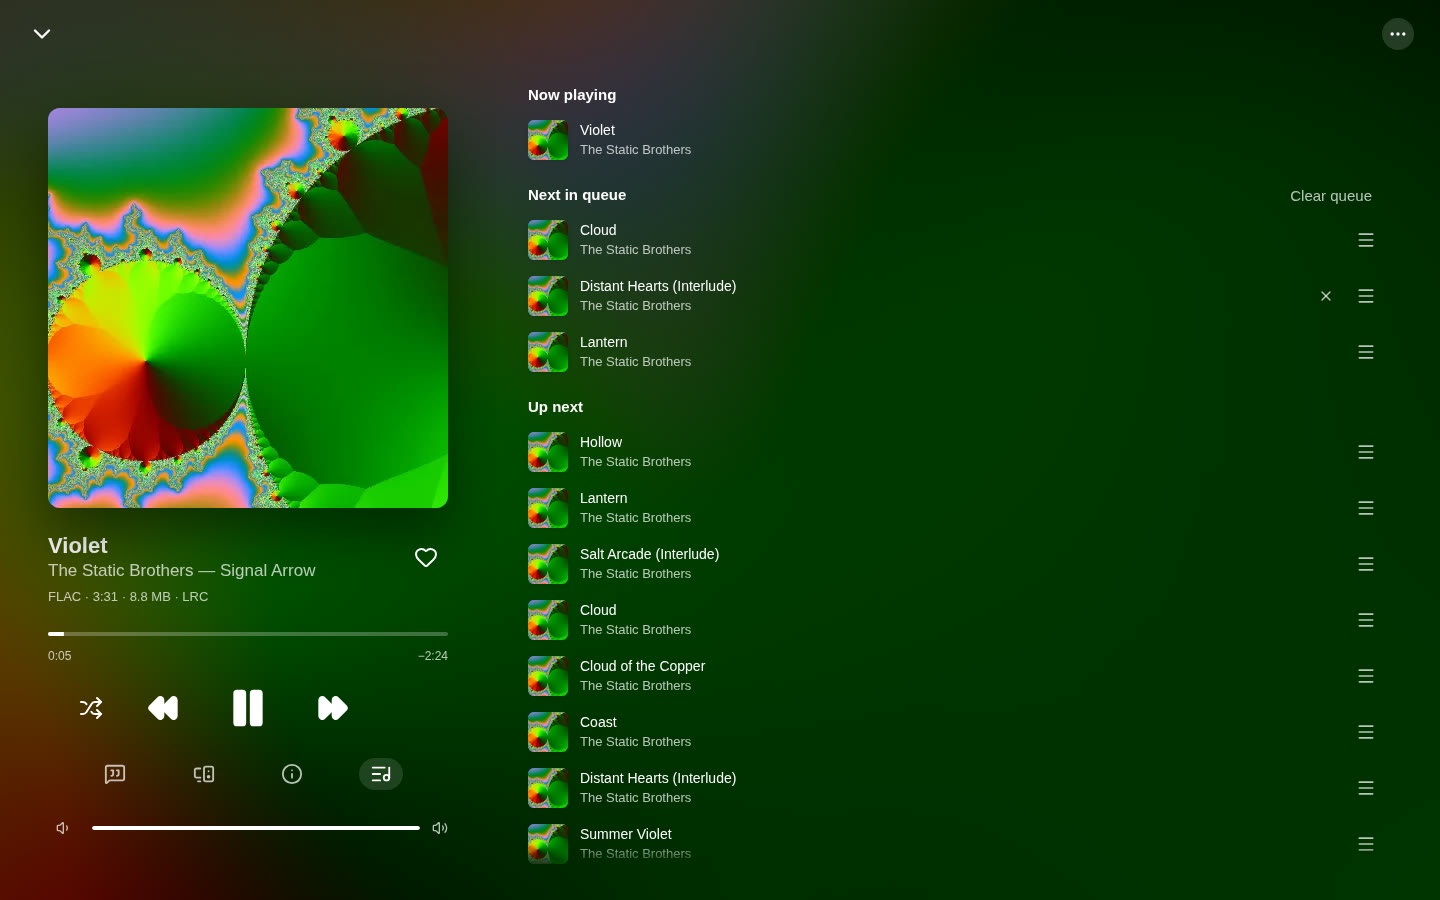 Now playing
Violet
The Static Brothers
Next in queue
Clear queue
Cloud
The Static Brothers
Distant Hearts (Interlude)
The Static Brothers
Lantern
The Static Brothers
Up next
Hollow
The Static Brothers
Lantern
The Static Brothers
Salt Arcade (Interlude)
The Static Brothers
Cloud
The Static Brothers
Cloud of the Copper
The Static Brothers
Coast
The Static Brothers
Distant Hearts (Interlude)
The Static Brothers
Summer Violet
The Static Brothers
Violet
The Static Brothers — Signal Arrow
FLAC · 3:31 · 8.8 MB · LRC
0:05
−2:24